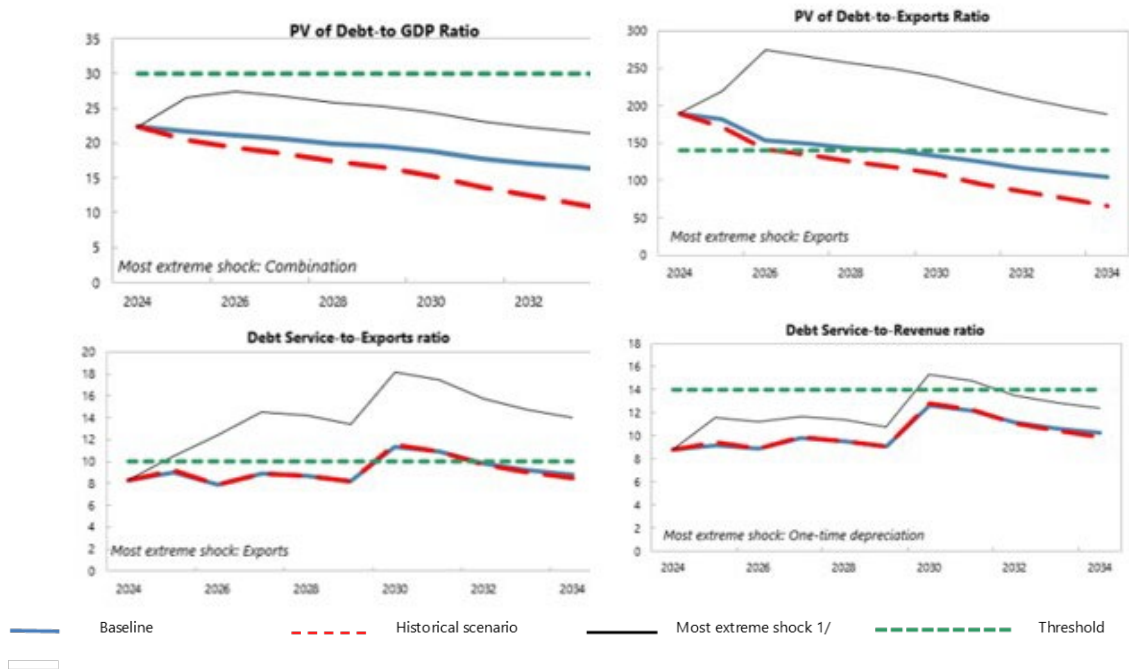 PV of Debt-to GDP Ratio
35
30
25
20
15
10
5
0
Most extreme shock: Combination
2024 2026 2028 2030 2032
PV of Debt-to-Exports Ratio
300
250
200
150
100
50
0
Most extreme shock: Exports
2024 2026 2028 2030 2032 2034
Debt Service-to-Exports ratio
20
18
16
14
12
10
8
6
4
2
0
Most extreme shock: Exports
2024 2026 2028 2030 2032 2034
Debt Service-to-Revenue ratio
18
16
14
12
10
8
6
4
2
0
Most extreme shock: One-time depreciation
2024 2026 2028 2030 2032 2034
Baseline Historical scenario Most extreme shock 1/ Threshold